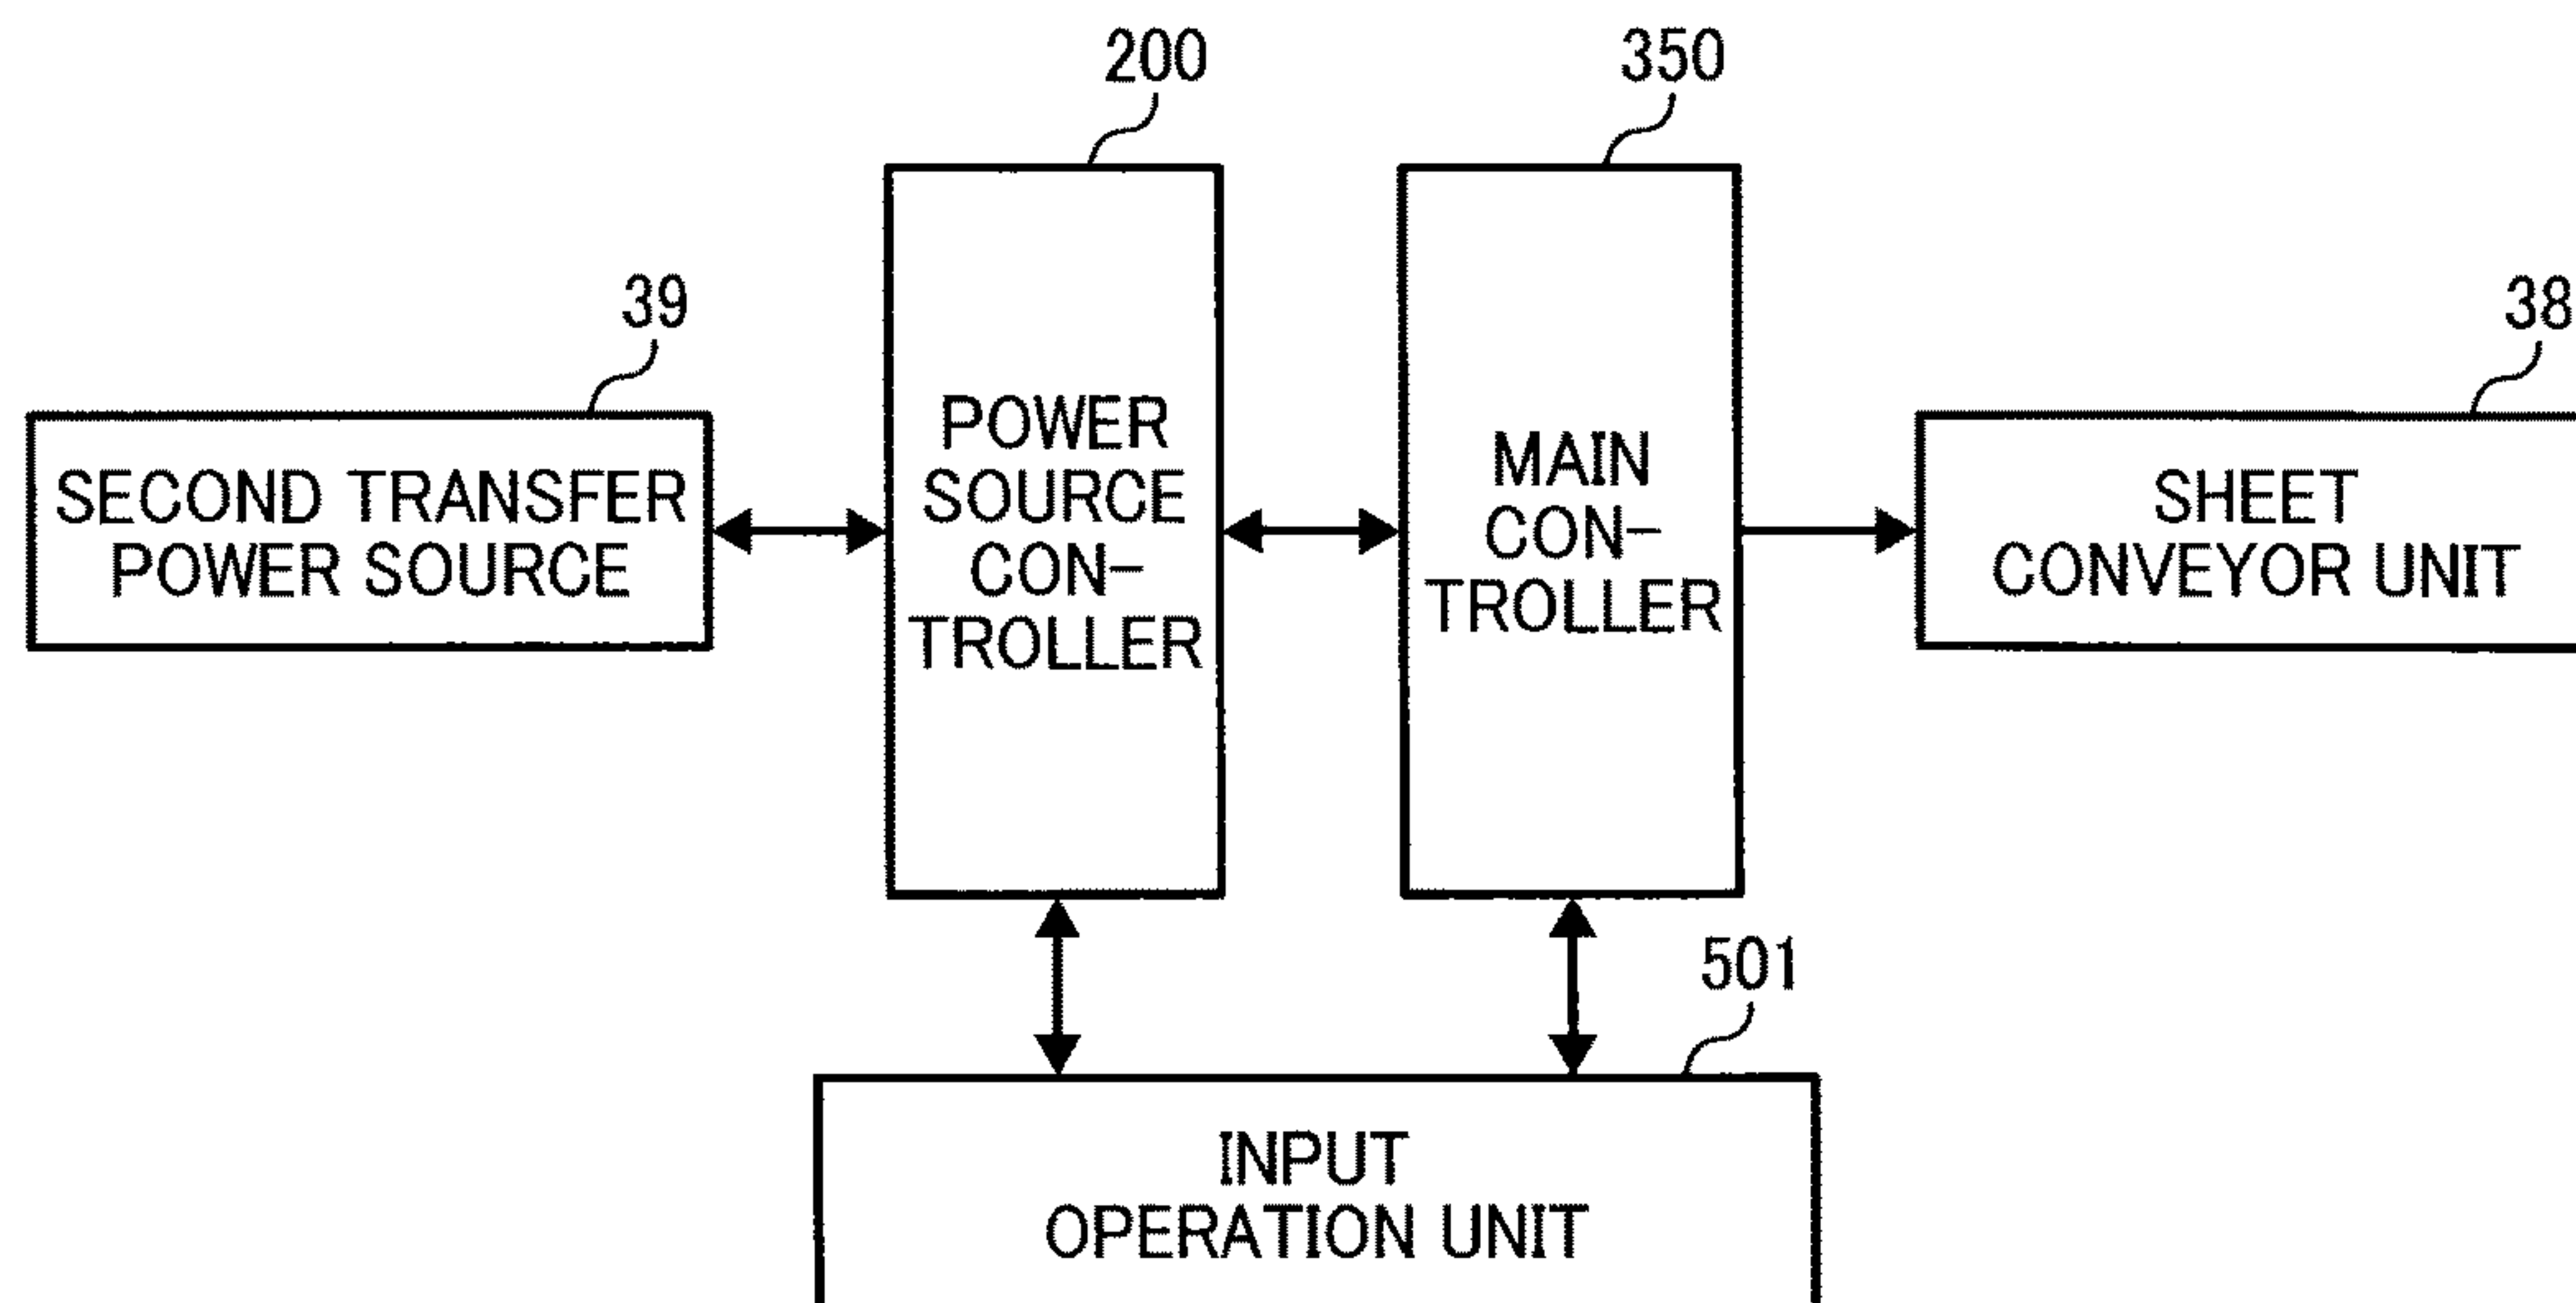 200
350
39
38
SECOND TRANSFER
POWER SOURCE
POWER
SOURCE
CON-
TROLLER
MAIN
CON-
TROLLER
SHEET
CONVEYOR UNIT
501
INPUT
OPERATION UNIT